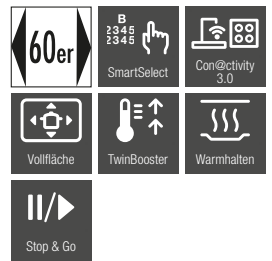 60er
B
2345
2345
SmartSelect
Con@ctivity
3.0
Vollfläche
TwinBooster
Warmhalten
Stop & Go